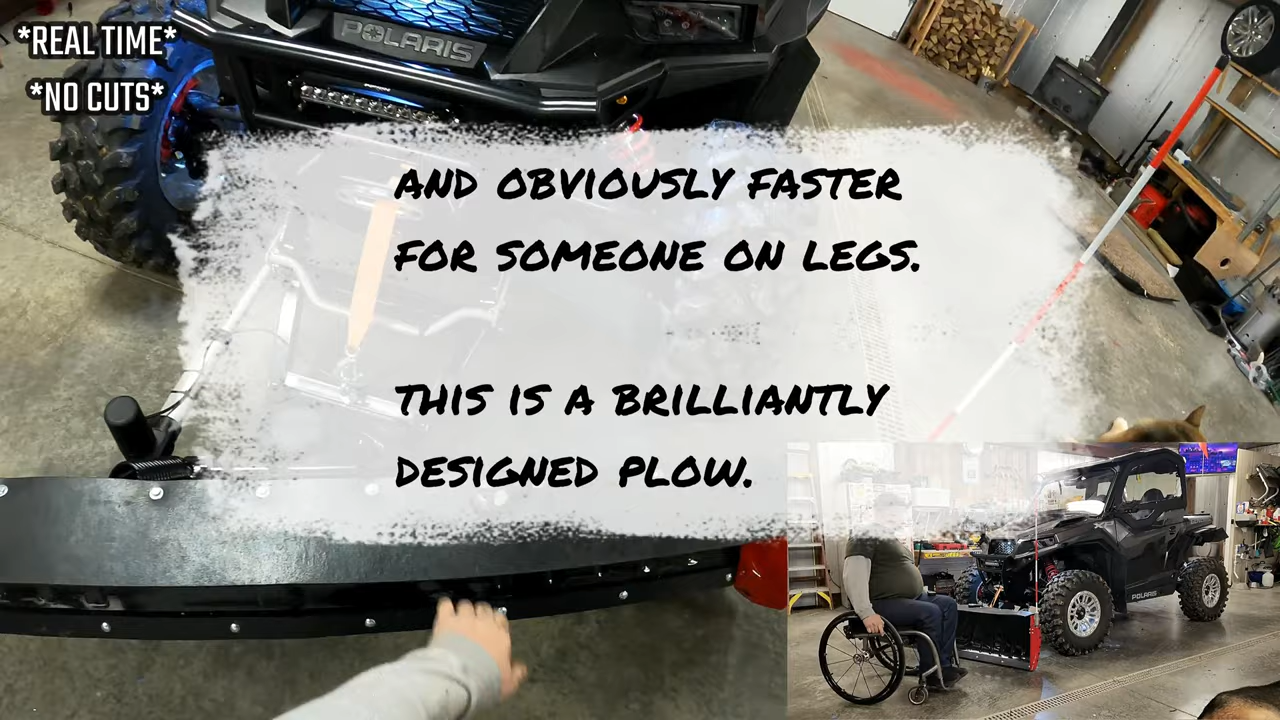 *REAL TIME*
*NO CUTS*
POLARIS
AND OBVIOUSLY FASTER
FOR SOMEONE ON LEGS.
THIS IS A BRILLIANTLY
DESIGNED PLOW.
POLARIS